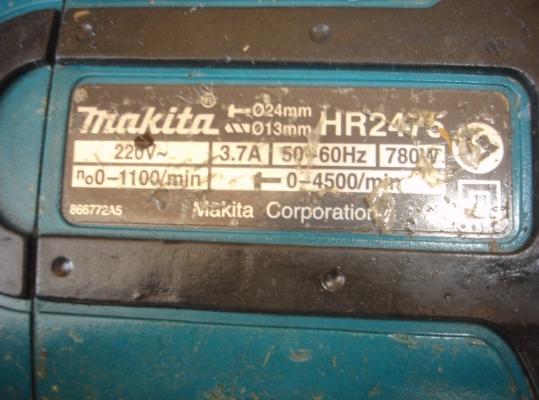 makita® Ø24mm HR2475
Ø13mm
220V~ 3.7A 50-60Hz 780W
n₀0-1100/min 0-4500/min
866772A5 Makita Corporation